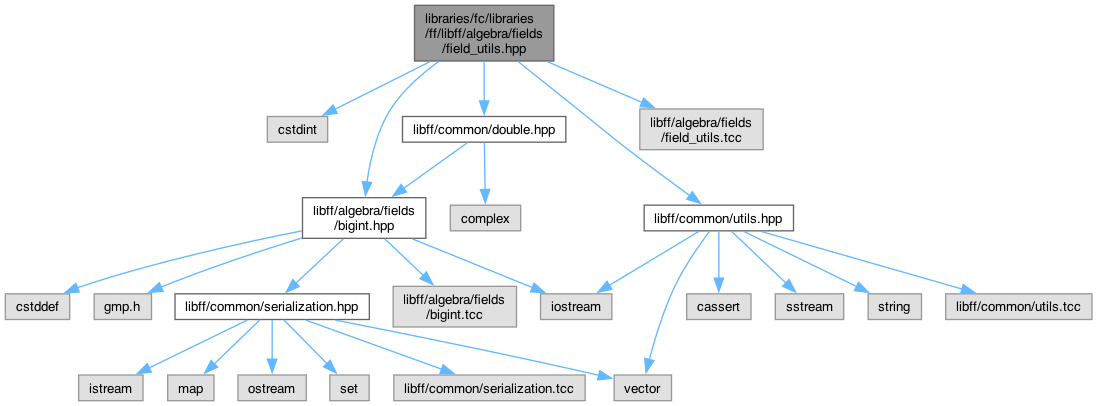 libraries/fc/libraries
/ff/libff/algebra/fields
/field_utils.hpp
cstdint
libff/common/double.hpp
libff/algebra/fields
/field_utils.tcc
libff/algebra/fields
/bigint.hpp
complex
libff/common/utils.hpp
cstddef
gmp.h
libff/common/serialization.hpp
libff/algebra/fields
/bigint.tcc
iostream
cassert
sstream
string
libff/common/utils.tcc
istream
map
ostream
set
libff/common/serialization.tcc
vector